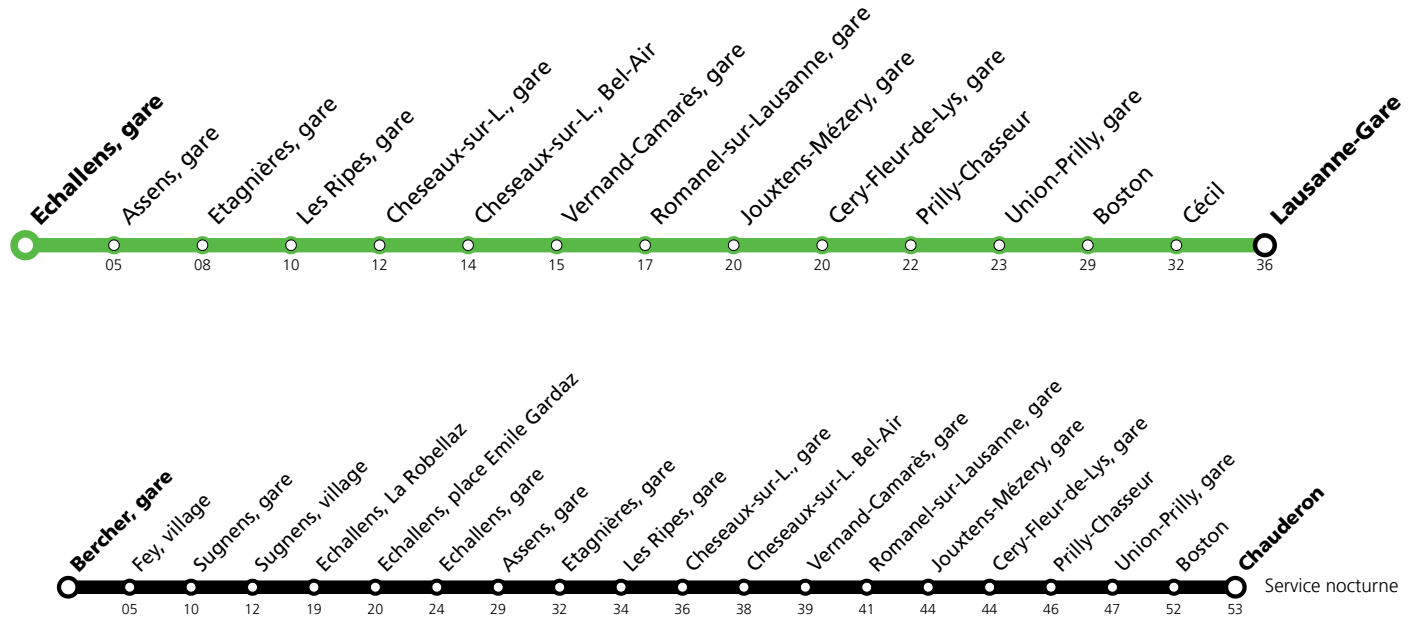 Echallens, gare
Assens, gare
Etagnières, gare
Les Ripes, gare
Cheseaux-sur-L., gare
Cheseaux-sur-L., Bel-Air
Vernand-Camarès, gare
Romanel-sur-Lausanne, gare
Jouxtens-Mézery, gare
Cery-Fleur-de-Lys, gare
Prilly-Chasseur
Union-Prilly, gare
Boston
Cécil
Lausanne-Gare
05 08 10 12 14 15 17 20 20 22 23 29 32 36
Bercher, gare
Fey, village
Sugnens, gare
Sugnens, village
Echallens, La Robellaz
Echallens, place Emile Gardaz
Echallens, gare
Assens, gare
Etagnières, gare
Les Ripes, gare
Cheseaux-sur-L., gare
Cheseaux-sur-L. Bel-Air
Vernand-Camarès, gare
Romanel-sur-Lausanne, gare
Jouxtens-Mézery, gare
Cery-Fleur-de-Lys, gare
Prilly-Chasseur
Union-Prilly, gare
Boston
Chauderon
Service nocturne
05 10 12 19 20 24 29 32 34 36 38 39 41 44 44 46 47 52 53